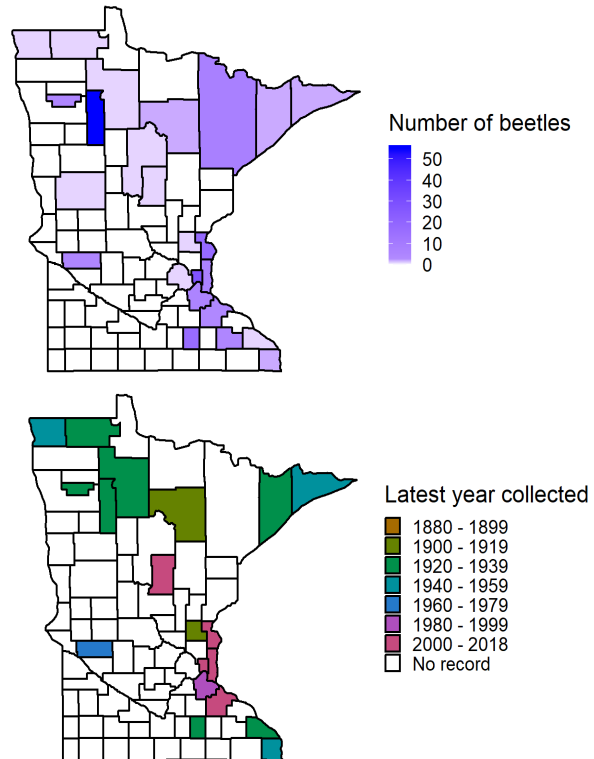 Number of beetles
50
40
30
20
10
0
Latest year collected
1880 - 1899
1900 - 1919
1920 - 1939
1940 - 1959
1960 - 1979
1980 - 1999
2000 - 2018
No record